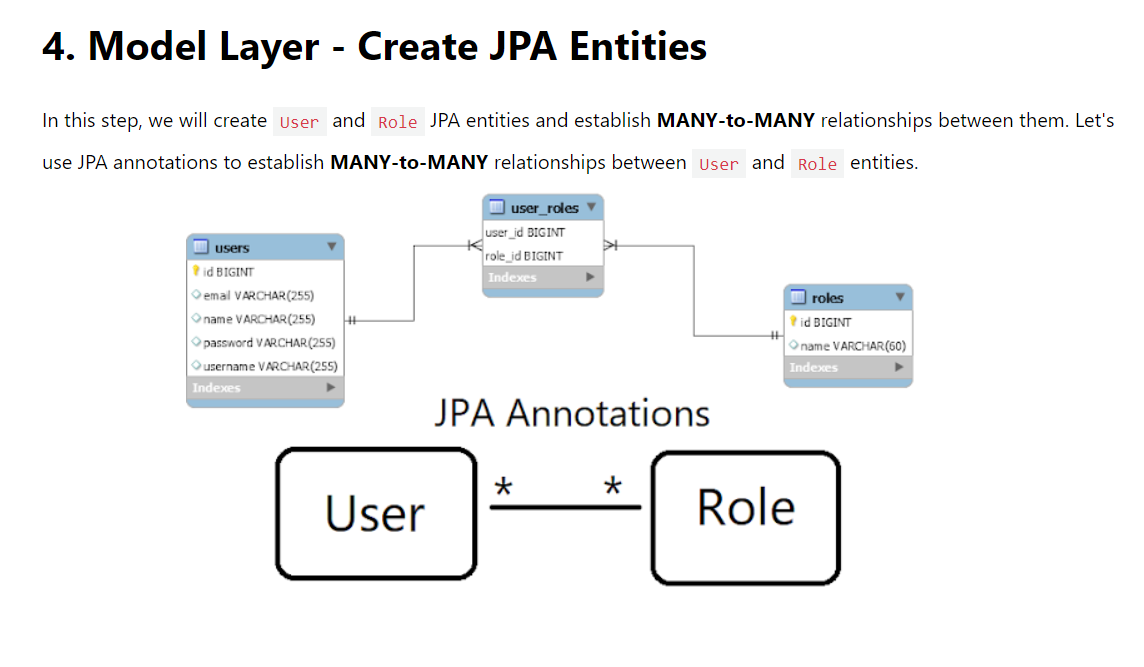 4. Model Layer - Create JPA Entities
In this step, we will create User and Role JPA entities and establish MANY-to-MANY relationships between them. Let's
use JPA annotations to establish MANY-to-MANY relationships between User and Role entities.
users
id BIGINT
email VARCHAR(255)
name VARCHAR(255)
password VARCHAR(255)
username VARCHAR(255)
Indexes
user_roles
user_id BIGINT
role_id BIGINT
Indexes
roles
id BIGINT
name VARCHAR(60)
Indexes
JPA Annotations
User
* *
Role